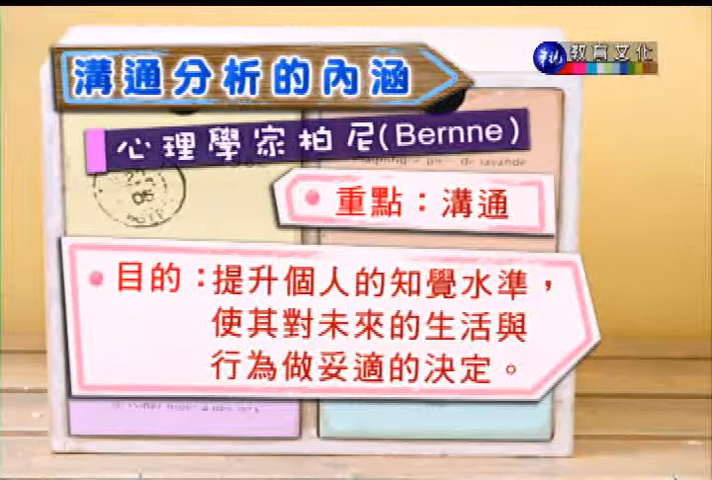 溝通分析的內涵
教育文化
心理學家柏尼(Bernne)
重點：溝通
目的：提升個人的知覺水準，
使其對未來的生活與
行為做妥適的決定。